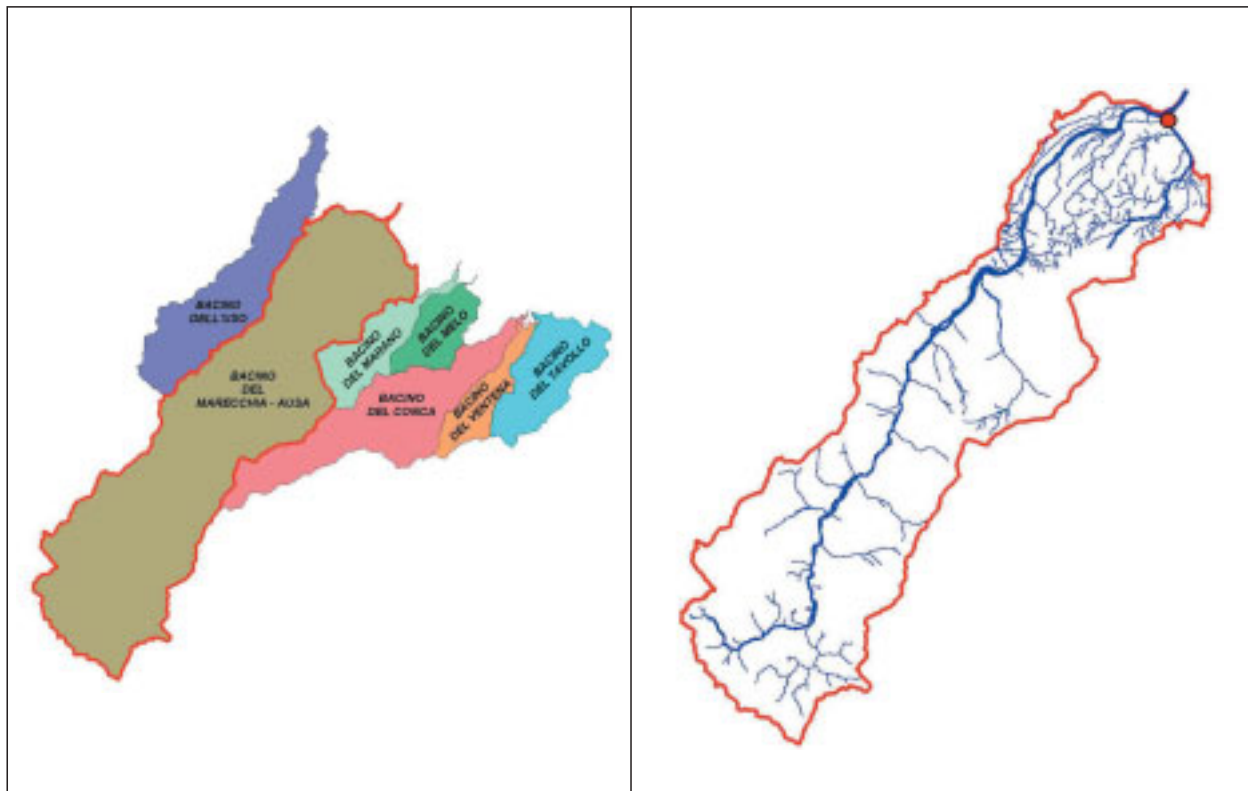 BACINO
DELL'USO
BACINO
DEL
MARECCHIA - AUSA
BACINO
DEL MARANO
BACINO
DEL MELO
BACINO
DEL CONCA
BACINO
DEL VENTENA
BACINO
DEL TAVOLLO